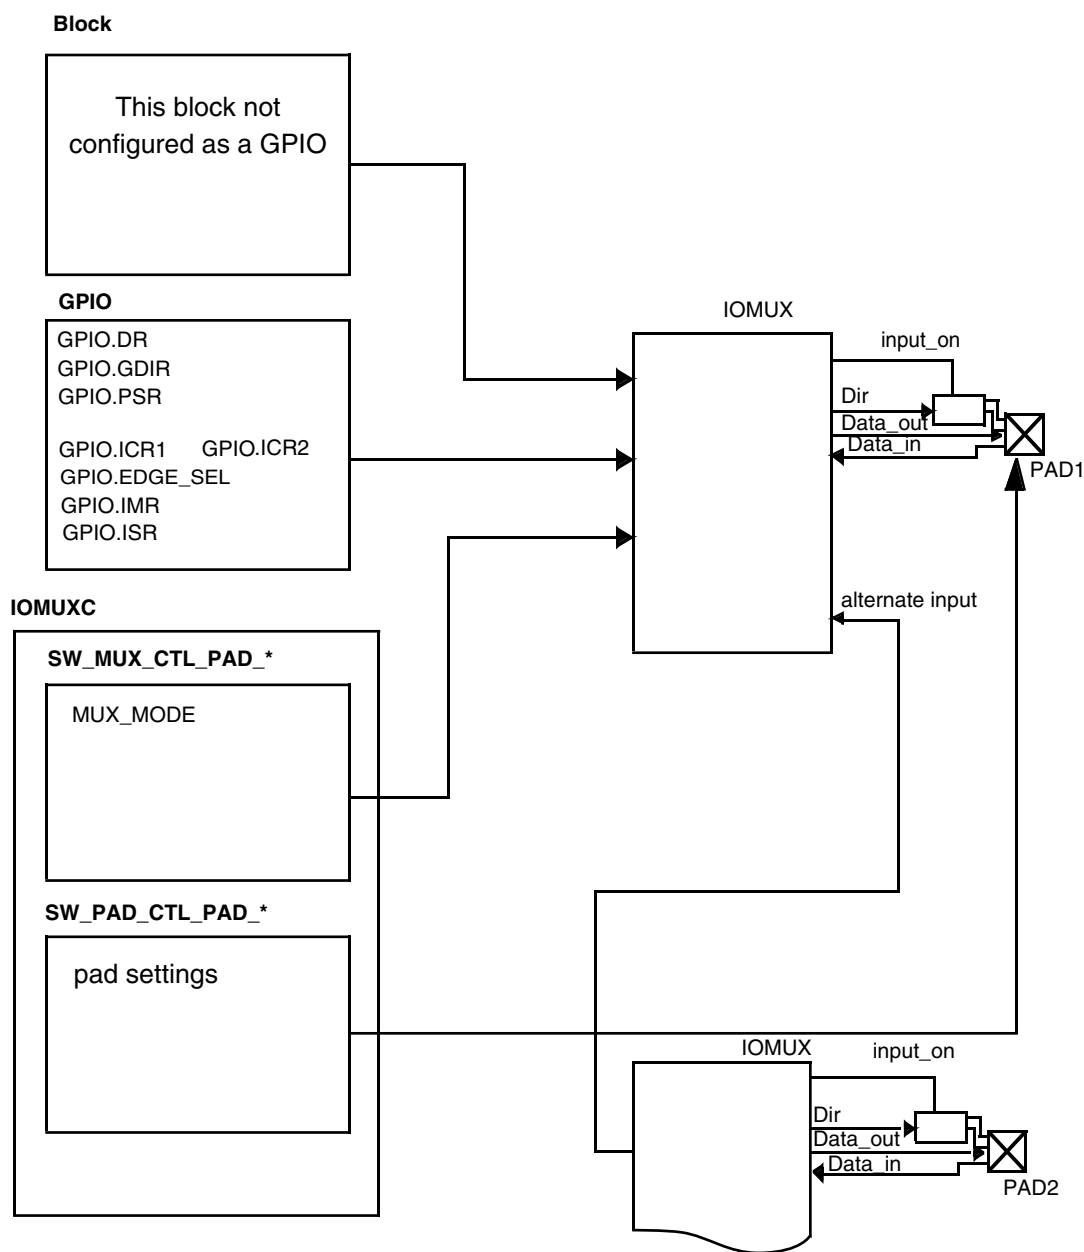 Block
This block not
configured as a GPIO
GPIO
GPIO.DR
GPIO.GDIR
GPIO.PSR
GPIO.ICR1 GPIO.ICR2
GPIO.EDGE_SEL
GPIO.IMR
GPIO.ISR
IOMUX
input_on
Dir
Data_out
Data_in
PAD1
alternate input
IOMUXC
SW_MUX_CTL_PAD_*
MUX_MODE
SW_PAD_CTL_PAD_*
pad settings
IOMUX
input_on
Dir
Data_out
Data_in
PAD2